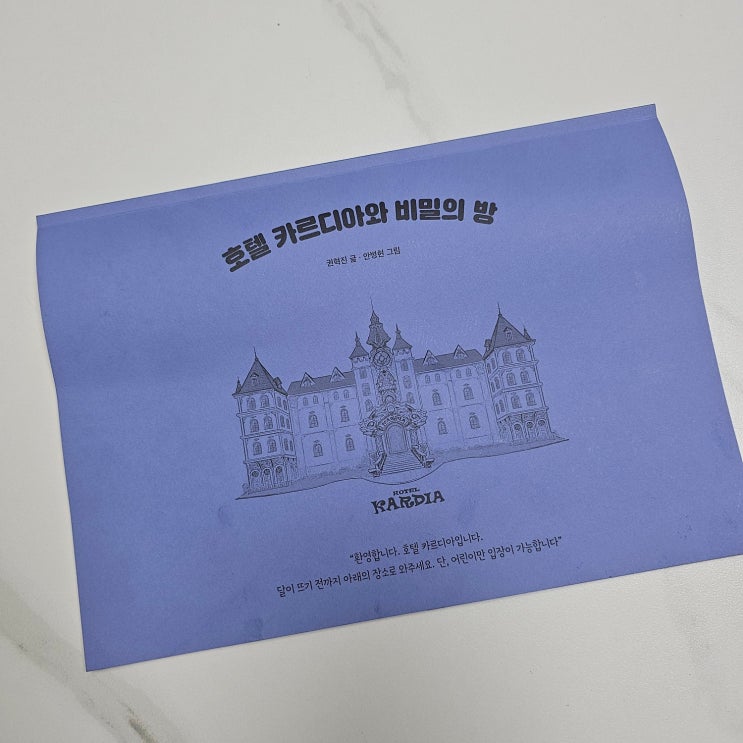 호텔 카르디아와 비밀의 방
권혁진 글 · 안병현 그림
HOTEL
KARDIA
“환영합니다. 호텔 카르디아입니다.
달이 뜨기 전까지 아래의 장소로 와주세요. 단, 어린이만 입장이 가능합니다”